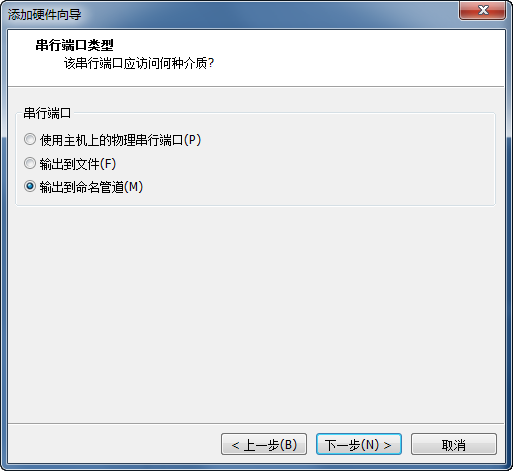 添加硬件向导
串行端口类型
该串行端口应访问何种介质?
串行端口
使用主机上的物理串行端口(P)
输出到文件(F)
输出到命名管道(M)
< 上一步(B)
下一步(N) >
取消